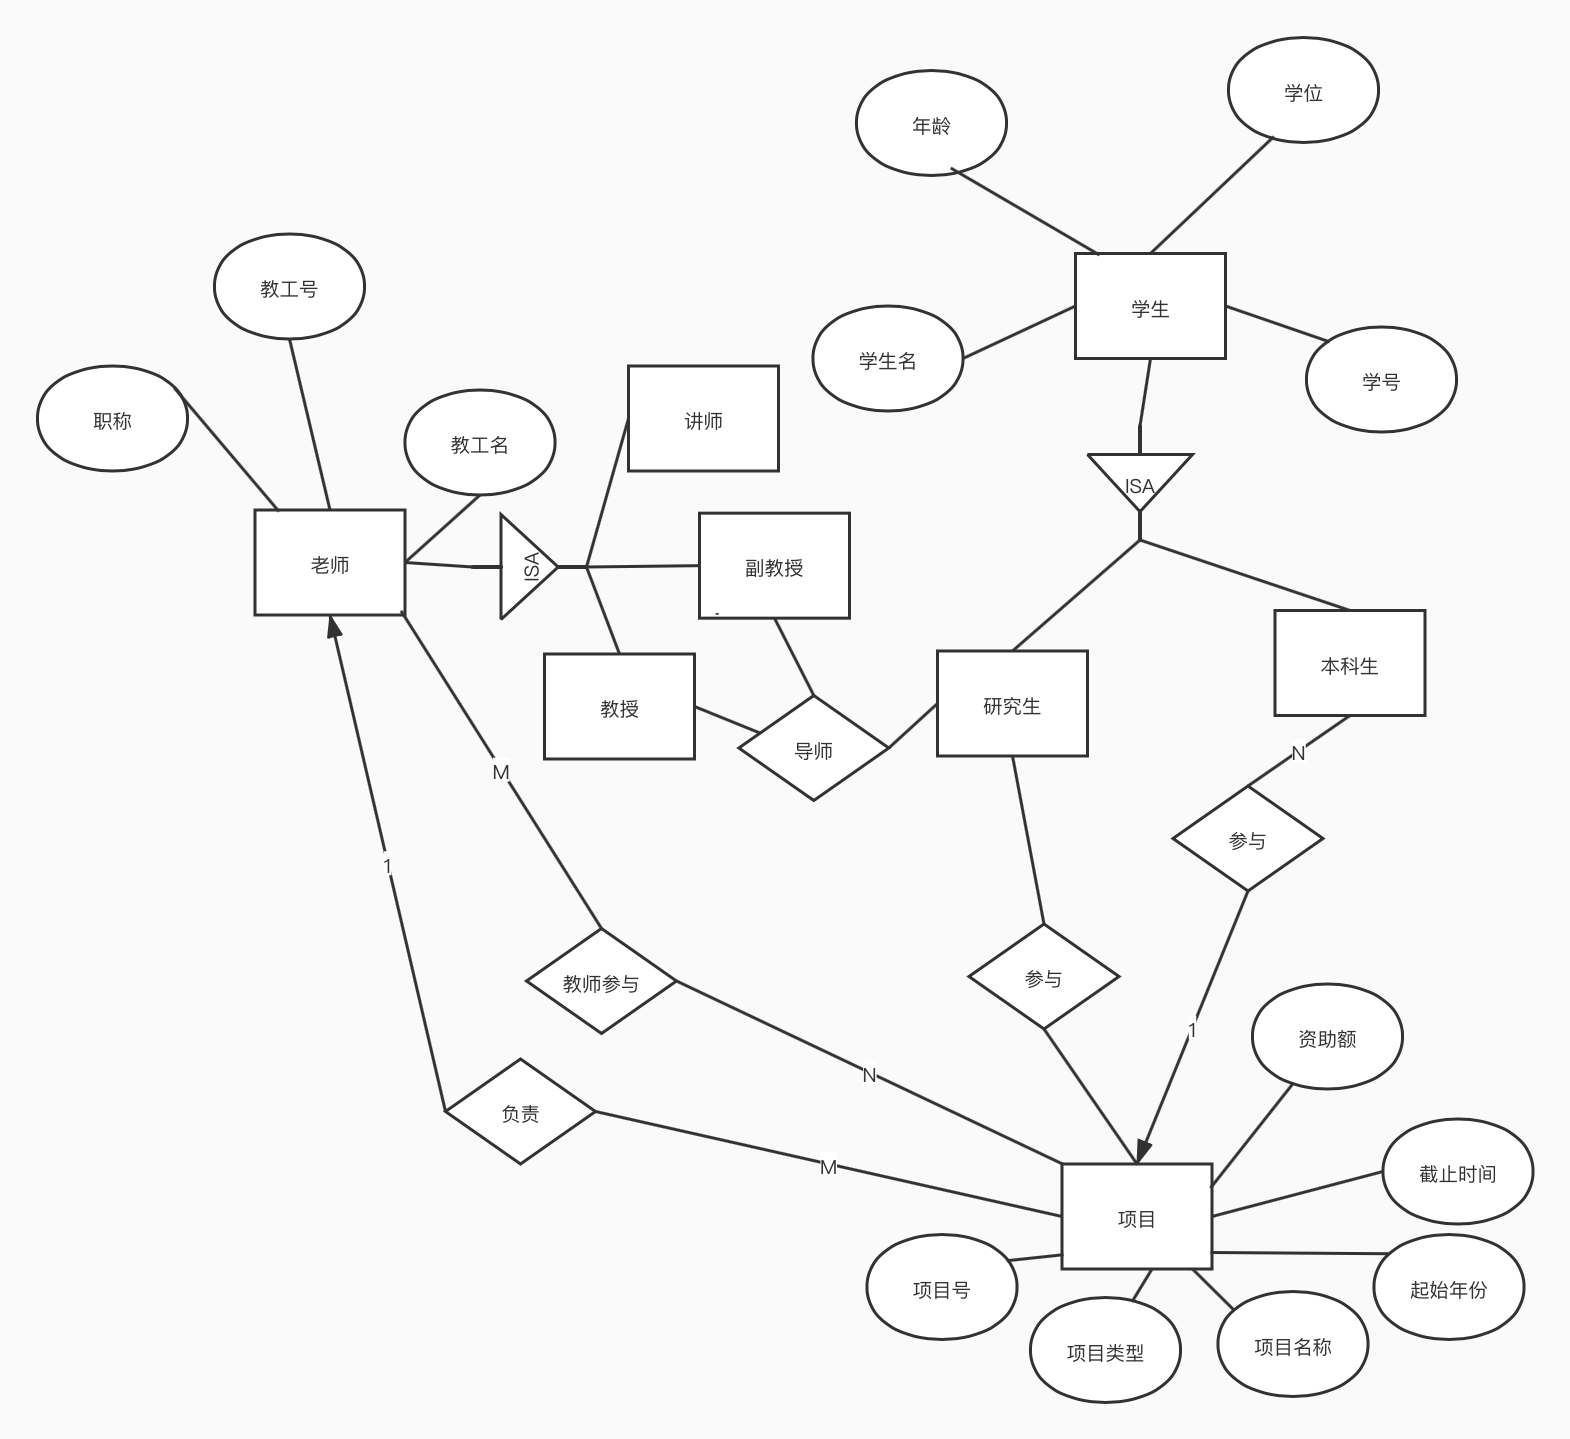 学位
年龄
教工号
学生
学生名
学号
职称
讲师
教工名
ISA
老师
ISA
副教授
-
本科生
研究生
教授
导师
N
M
参与
1
参与
教师参与
1
资助额
N
负责
M
截止时间
项目
项目号
起始年份
项目名称
项目类型